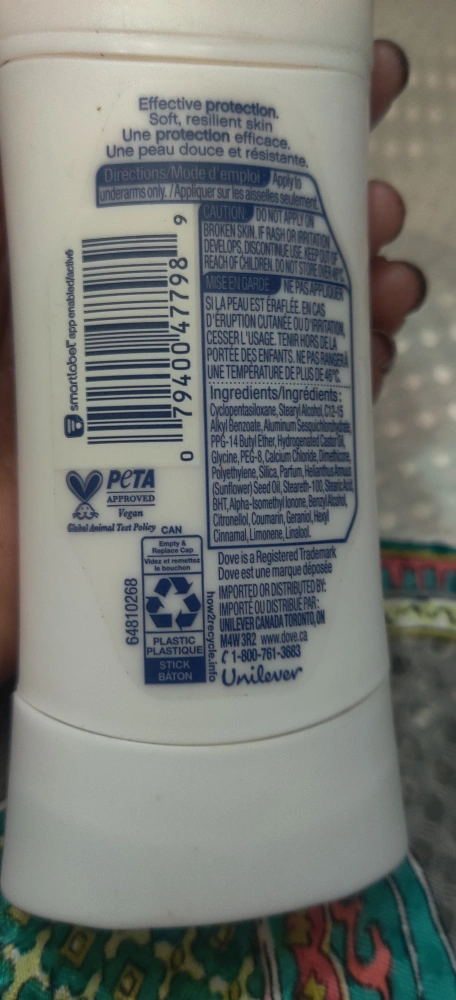 Effective protection.
Soft, resilient skin
Une protection efficace.
Une peau douce et résistante.
Directions/Mode d'emploi Apply to
underarms only. / Appliquer sur les aisselles seulement.
CAUTION DO NOT APPLY ON
BROKEN SKIN. IF RASH OR IRRITATION
DEVELOPS, DISCONTINUE USE. KEEP OUT OF
REACH OF CHILDREN. DO NOT STORE OVER
MISE EN GARDE NE PAS APPLIQUER
SI LA PEAU EST ÉRAFLÉE. EN CAS
D'ÉRUPTION CUTANÉE OU D'IRRITATION,
CESSER L'USAGE. TENIR HORS DE LA
PORTÉE DES ENFANTS. NE PAS RANGER À
UNE TEMPÉRATURE DE PLUS DE
Ingredients/Ingrédients:
Cyclopentasiloxane, Stearyl Alcohol, C12-15
Alkyl Benzoate, Aluminum Sesquichlorohydrate,
PPG-14 Butyl Ether, Hydrogenated Castor Oil,
Glycine, PEG-8, Calcium Chloride, Dimethicone,
Polyethylene, Silica, Parfum, Helianthus Annuus
(Sunflower) Seed Oil, Steareth-100, Stearic Acid,
BHT, Alpha-Isomethyl Ionone, Benzyl Alcohol,
Citronellol, Coumarin, Geraniol, Hexyl
Cinnamal, Limonene, Linalool.
smartlabel app enabled/activé
0 79400 47798 9
PETA
APPROVED
Vegan
Global Animal Test Policy
CAN
Empty &
Replace Cap
Videz et remettez
le bouchon
PLASTIC
PLASTIQUE
STICK
BÂTON
how2recycle.info
64810268
Dove is a Registered Trademark
Dove est une marque déposée
IMPORTED OR DISTRIBUTED BY:
IMPORTÉ OU DISTRIBUÉ PAR:
UNILEVER CANADA TORONTO, ON
M4W 3R2 www.dove.ca
1-800-761-3683
Unilever